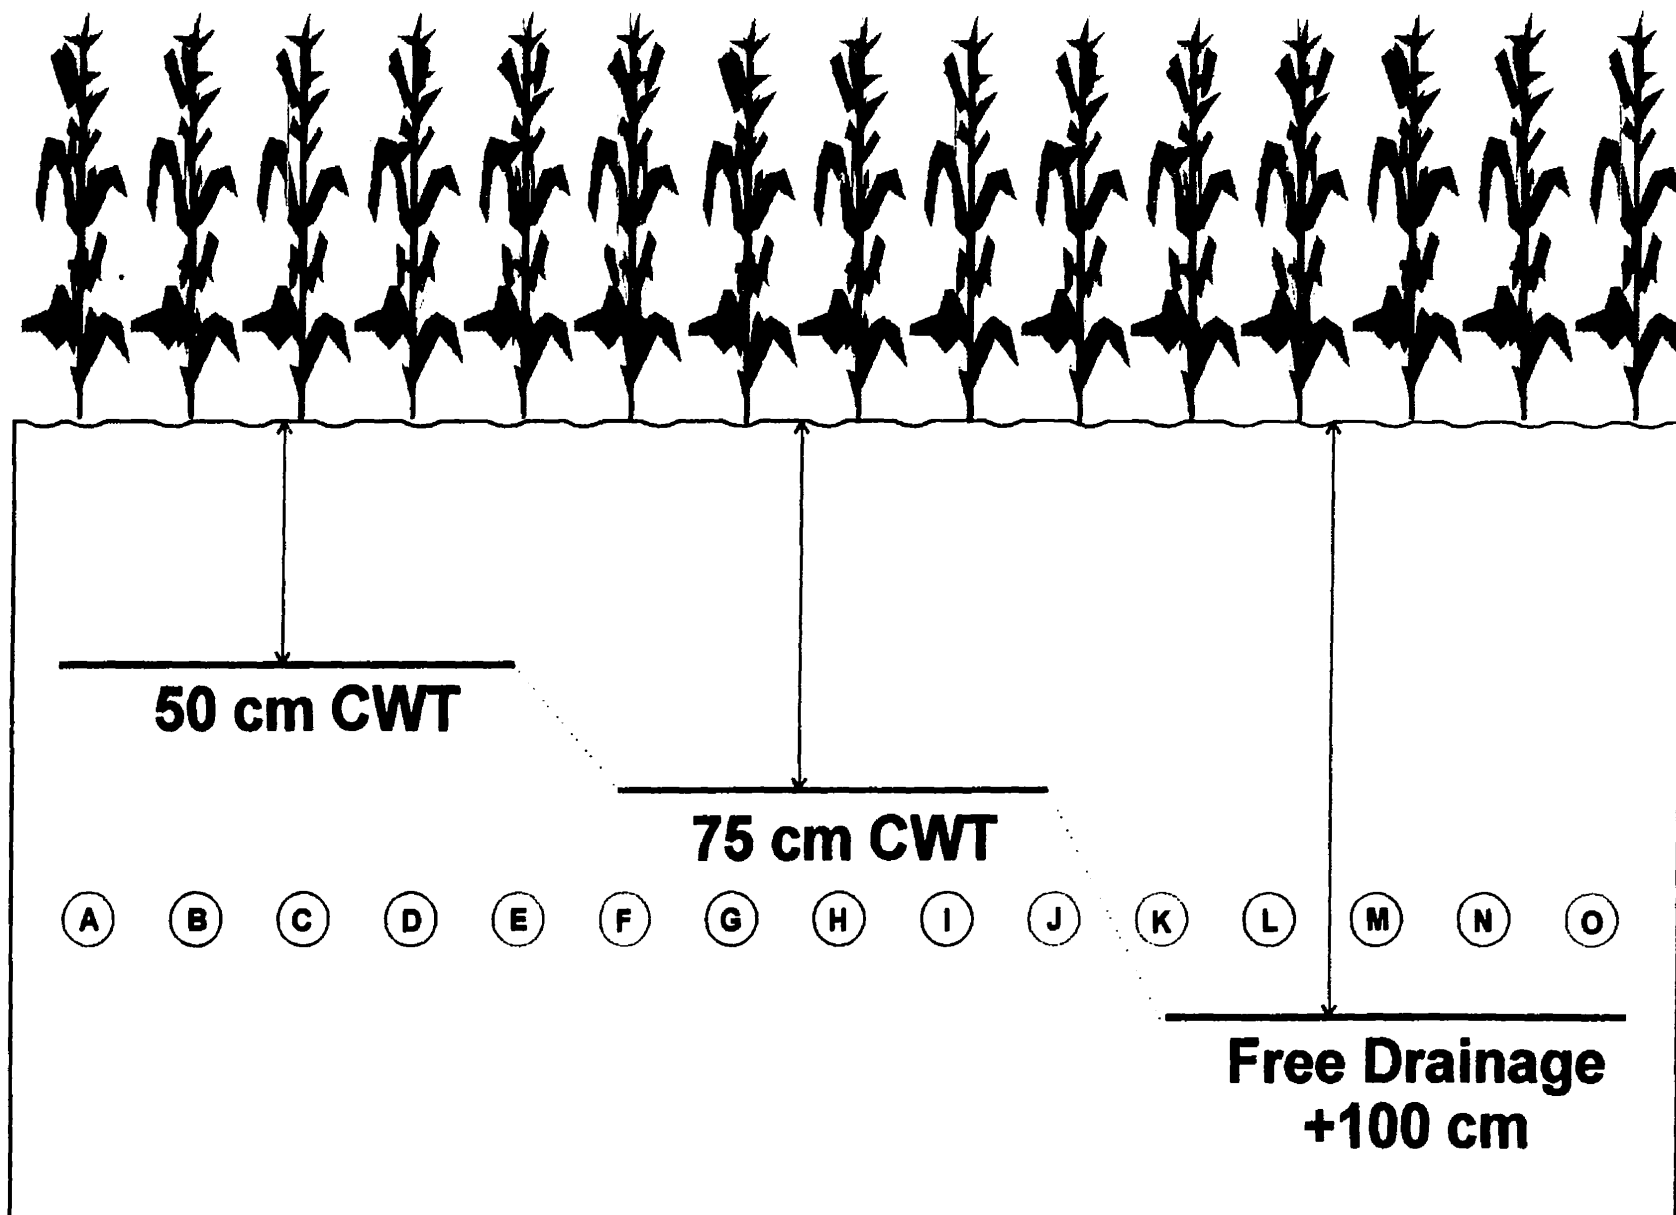 50 cm CWT
75 cm CWT
A B C D E F G H I J K L M N O
Free Drainage
+100 cm